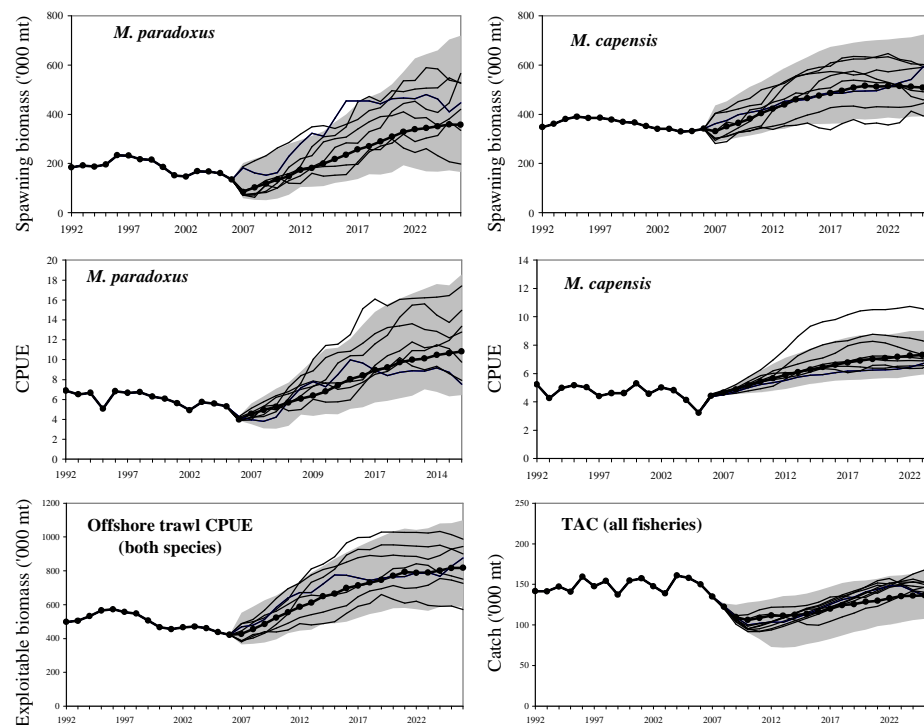 M. paradoxus
Spawning biomass ('000 mt)
800
600
400
200
0
1992 1997 2002 2007 2012 2017 2022
M. capensis
Spawning biomass ('000 mt)
800
600
400
200
0
1992 1997 2002 2007 2012 2017 2022
M. paradoxus
CPUE
20
18
16
14
12
10
8
6
4
2
0
1992 1997 2002 2007 2009 2017 2014
M. capensis
CPUE
14
12
10
8
6
4
2
0
1992 1997 2002 2007 2012 2017 2022
Offshore trawl CPUE
(both species)
Exploitable biomass ('000 mt)
1200
1000
800
600
400
200
0
1992 1997 2002 2007 2012 2017 2022
TAC (all fisheries)
Catch ('000 mt)
250
200
150
100
50
0
1992 1997 2002 2007 2012 2017 2022